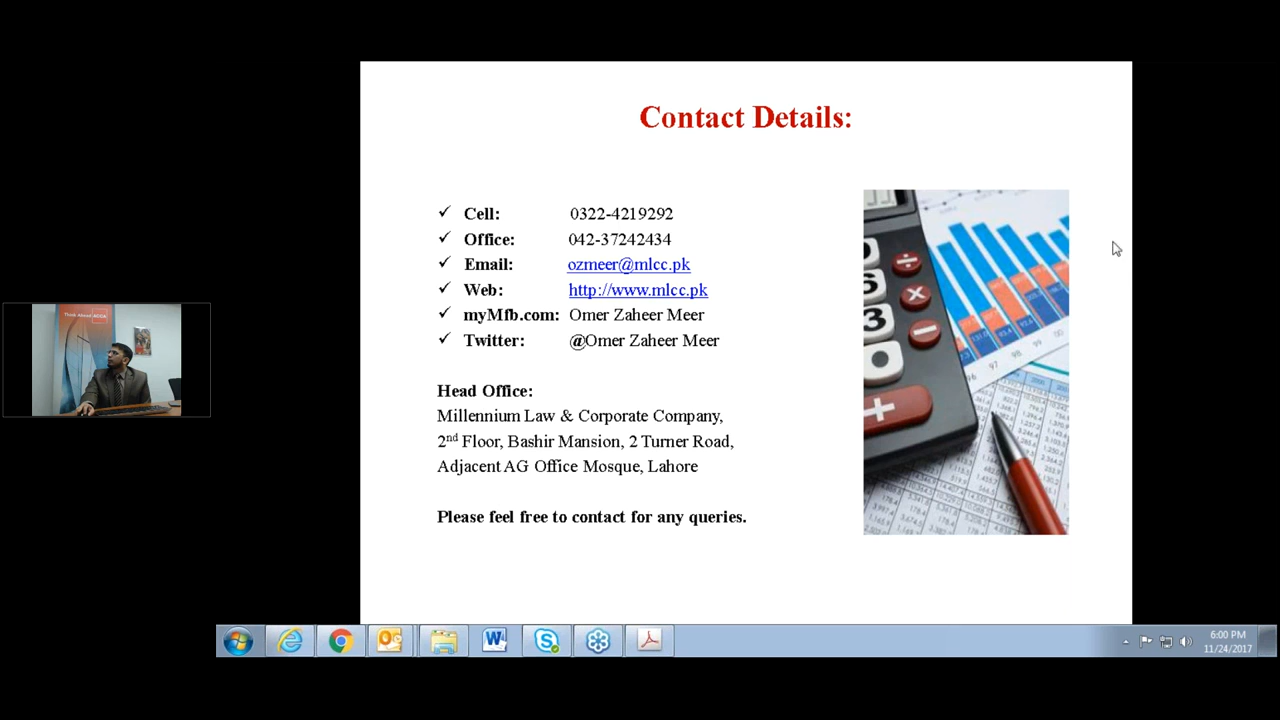 Contact Details:
✓ Cell: 0322-4219292
✓ Office: 042-37242434
✓ Email: ozmeer@mlcc.pk
✓ Web: http://www.mlcc.pk
✓ myMfb.com: Omer Zaheer Meer
✓ Twitter: @Omer Zaheer Meer
Head Office:
Millennium Law & Corporate Company,
2nd Floor, Bashir Mansion, 2 Turner Road,
Adjacent AG Office Mosque, Lahore
Please feel free to contact for any queries.
Think Ahead ACCA
6:00 PM
11/24/2017